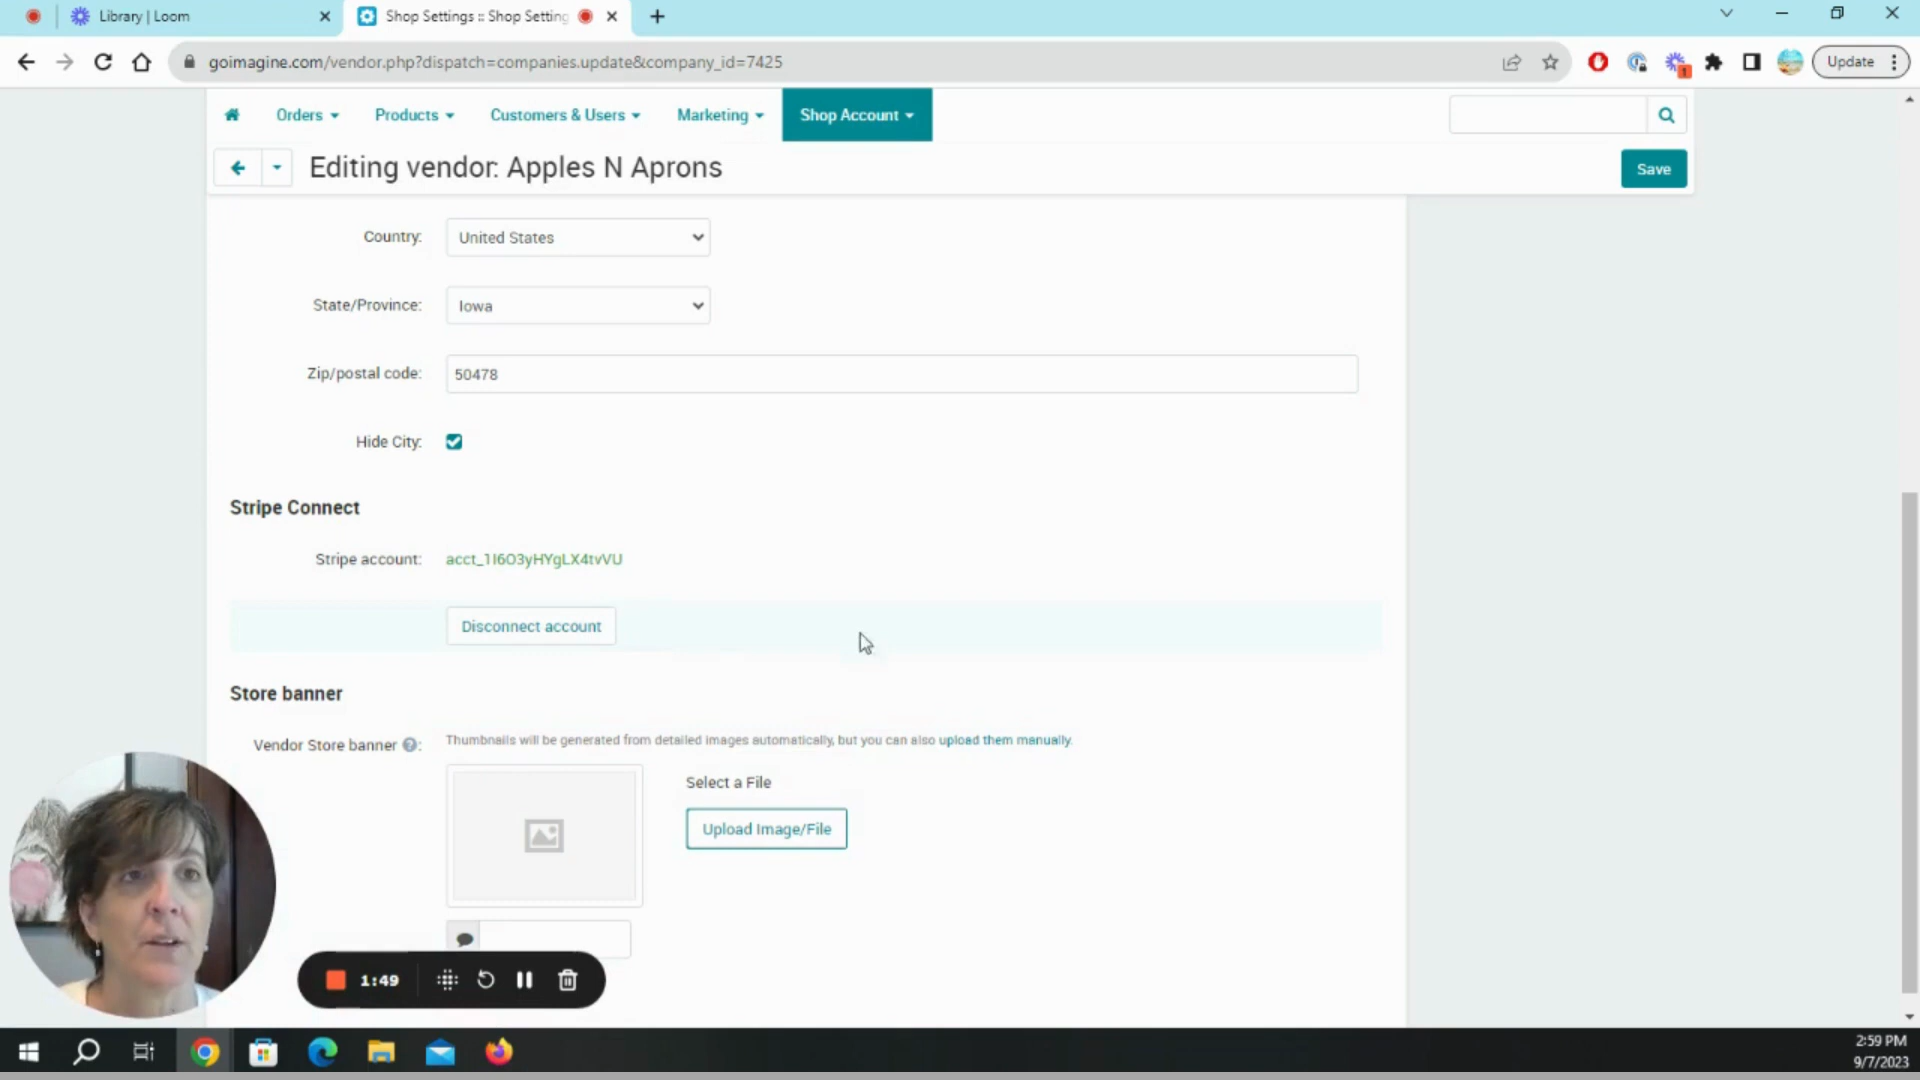 Library | Loom
Shop Settings :: Shop Setting
goimagine.com/vendor.php?dispatch=companies.update&company_id=7425
1
Update
Orders
Products
Customers & Users
Marketing
Shop Account
Editing vendor: Apples N Aprons
Save
Country:
United States
State/Province:
Iowa
Zip/postal code:
50478
Hide City:
Stripe Connect
Stripe account:
acct_1I6O3yHYgLX4tvVU
Disconnect account
Store banner
Vendor Store banner ?:
Thumbnails will be generated from detailed images automatically, but you can also upload them manually.
Select a File
Upload Image/File
1:49
2:59 PM
9/7/2023